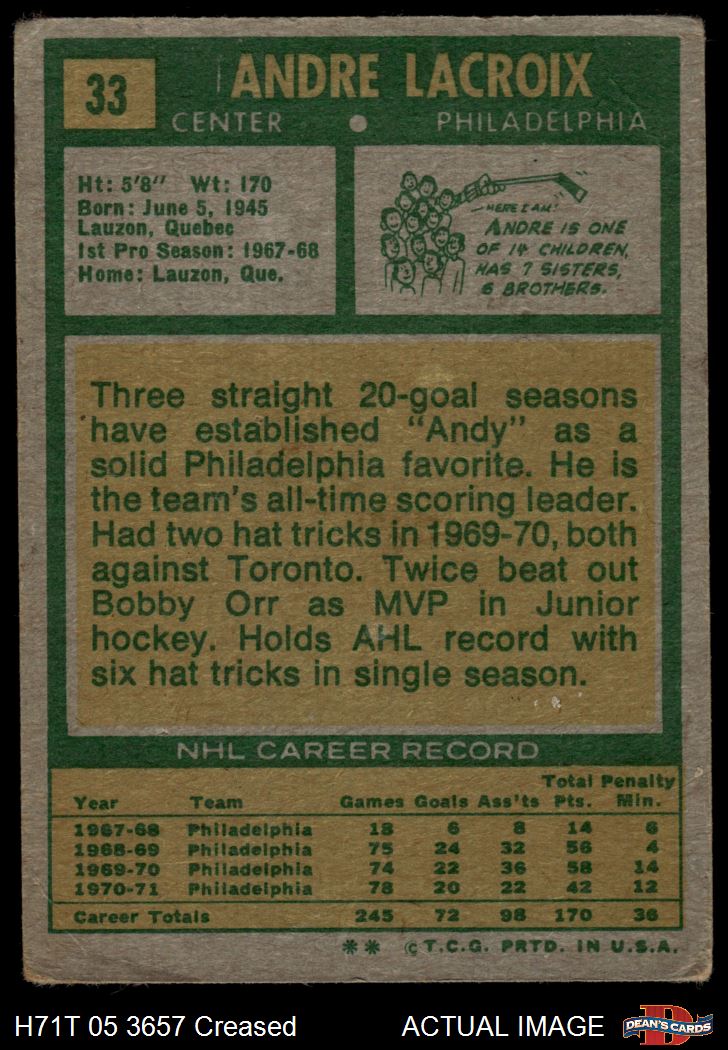 33
ANDRE LACROIX
CENTER • PHILADELPHIA
Ht: 5'8" Wt: 170
Born: June 5, 1945
Lauzon, Quebec
1st Pro Season: 1967-68
Home: Lauzon, Que.
HERE I AM!
ANDRE IS ONE
OF 14 CHILDREN,
HAS 7 SISTERS,
6 BROTHERS.
Three straight 20-goal seasons
have established "Andy" as a
solid Philadelphia favorite. He is
the team's all-time scoring leader.
Had two hat tricks in 1969-70, both
against Toronto. Twice beat out
Bobby Orr as MVP in Junior
hockey. Holds AHL record with
six hat tricks in single season.
NHL CAREER RECORD
Total Penalty
Year Team Games Goals Ass'ts Pts. Min.
1967-68 Philadelphia 18 6 8 14 6
1968-69 Philadelphia 75 24 32 56 4
1969-70 Philadelphia 74 22 36 58 14
1970-71 Philadelphia 78 20 22 42 12
Career Totals 245 72 98 170 36
** © T.C.G. PRTD. IN U.S.A.
H71T 05 3657 Creased ACTUAL IMAGE
D
DEAN'S CARDS